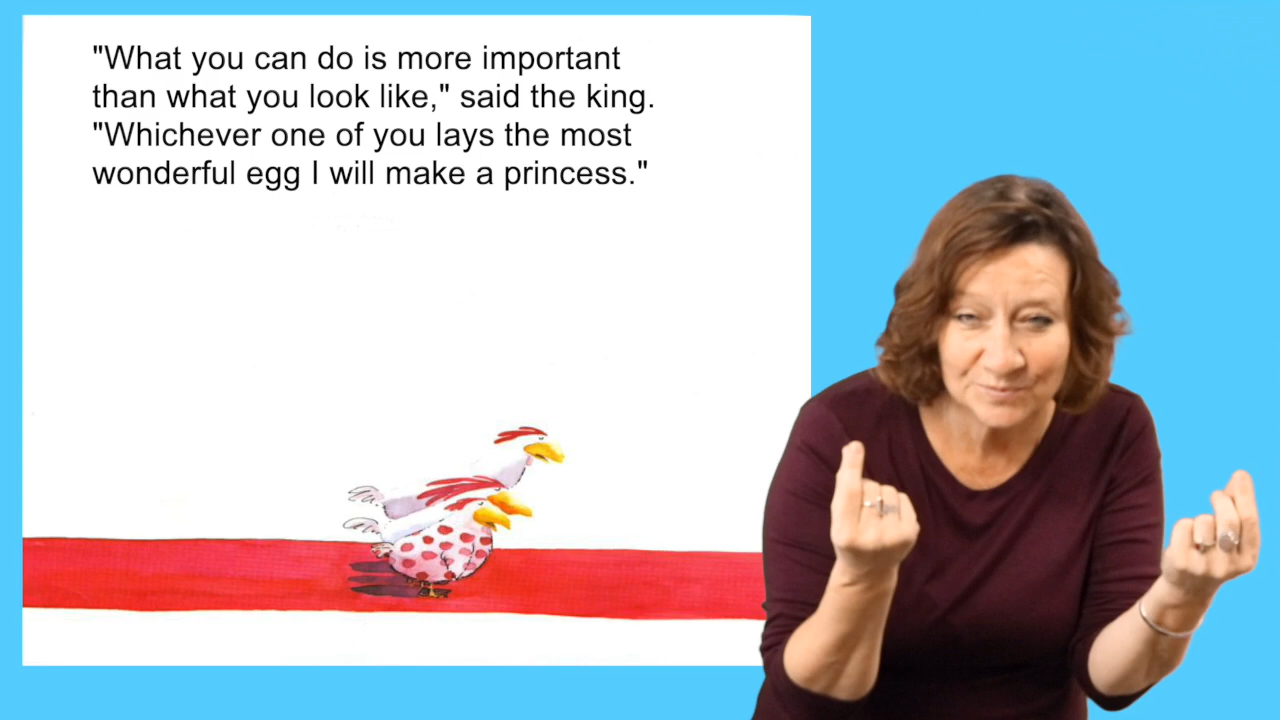 "What you can do is more important
than what you look like," said the king.
"Whichever one of you lays the most
wonderful egg I will make a princess."